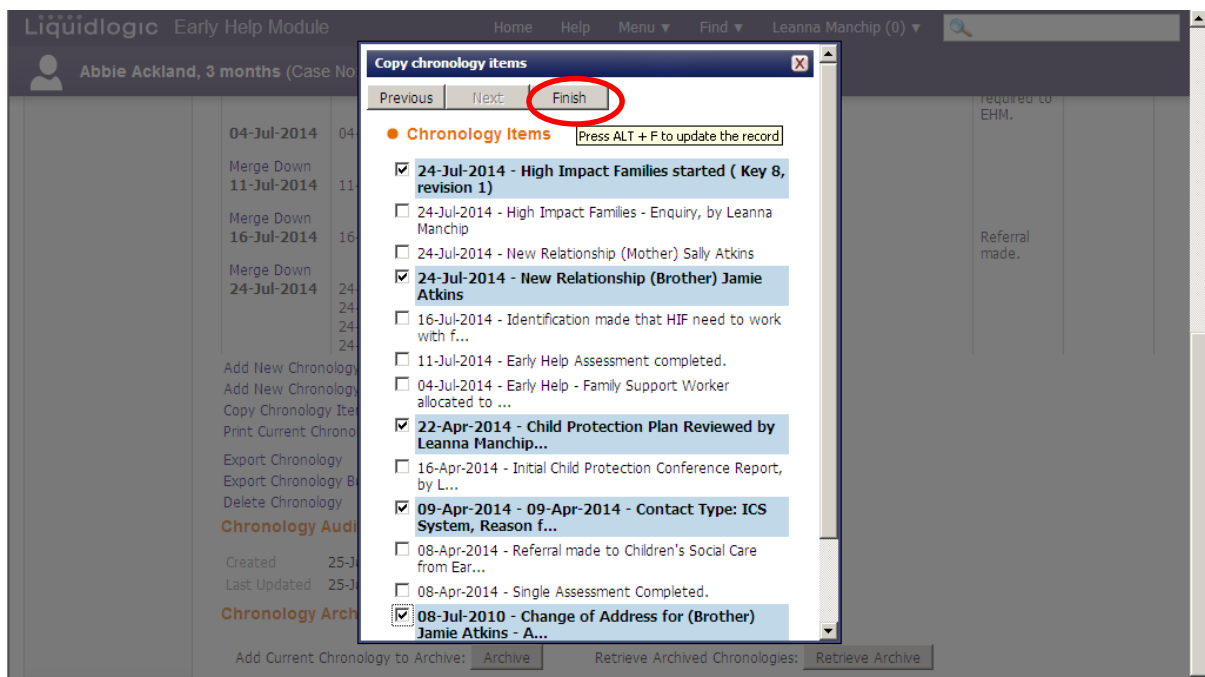 Liquidlogic Early Help Module Home Help Menu ▼ Find ▼ Leanna Manchip (0) ▼
Abbie Ackland, 3 months (Case No
Copy chronology items
Previous Next Finish
Press ALT + F to update the record
Chronology Items
24-Jul-2014 - High Impact Families started ( Key 8,
revision 1)
24-Jul-2014 - High Impact Families - Enquiry, by Leanna
Manchip
24-Jul-2014 - New Relationship (Mother) Sally Atkins
24-Jul-2014 - New Relationship (Brother) Jamie
Atkins
16-Jul-2014 - Identification made that HIF need to work
with f...
11-Jul-2014 - Early Help Assessment completed.
04-Jul-2014 - Early Help - Family Support Worker
allocated to ...
22-Apr-2014 - Child Protection Plan Reviewed by
Leanna Manchip...
16-Apr-2014 - Initial Child Protection Conference Report,
by L...
09-Apr-2014 - 09-Apr-2014 - Contact Type: ICS
System, Reason f...
08-Apr-2014 - Referral made to Children's Social Care
from Ear...
08-Apr-2014 - Single Assessment Completed.
08-Jul-2010 - Change of Address for (Brother)
Jamie Atkins - A...
required to
EHM.
04-Jul-2014 04-
Merge Down
11-Jul-2014 11-
Merge Down
16-Jul-2014 16-
Referral
made.
Merge Down
24-Jul-2014 24-
24-
24-
24-
Add New Chronology
Add New Chronology
Copy Chronology Ite
Print Current Chrono
Export Chronology
Export Chronology B
Delete Chronology
Chronology Audi
Created 25-J
Last Updated 25-J
Chronology Arch
Add Current Chronology to Archive: Archive Retrieve Archived Chronologies: Retrieve Archive